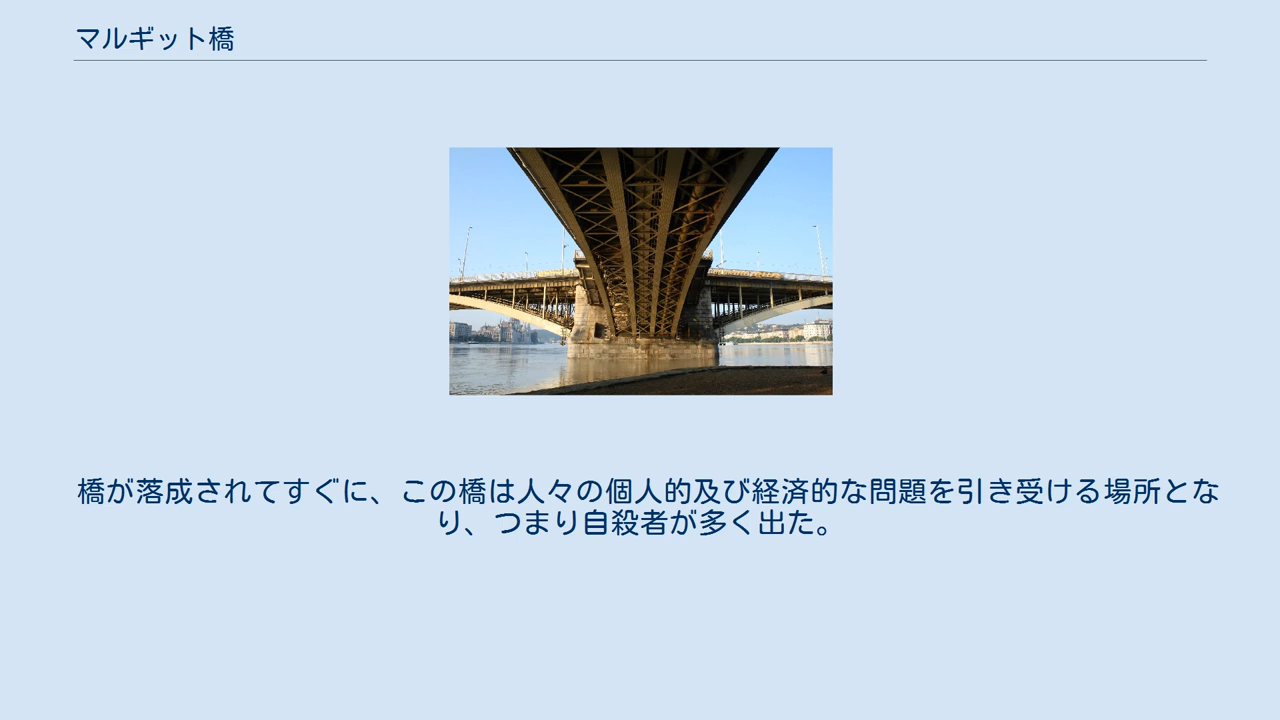 マルギット橋
橋が落成されてすぐに、この橋は人々の個人的及び経済的な問題を引き受ける場所とな
り、つまり自殺者が多く出た。